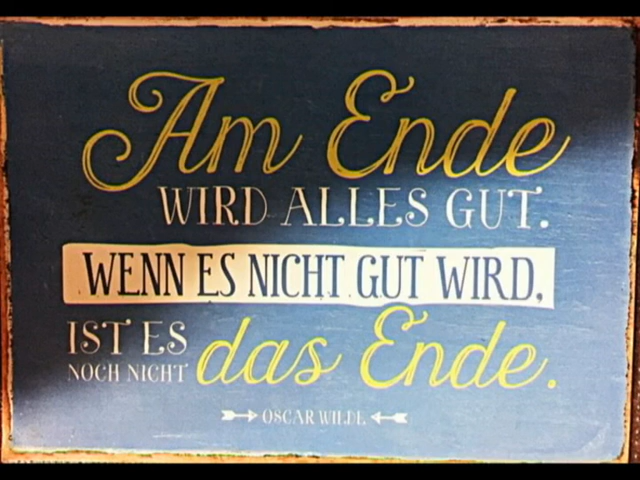 Am Ende
WIRD ALLES GUT.
WENN ES NICHT GUT WIRD,
IST ES
NOCH NICHT das Ende.
OSCAR WILDE